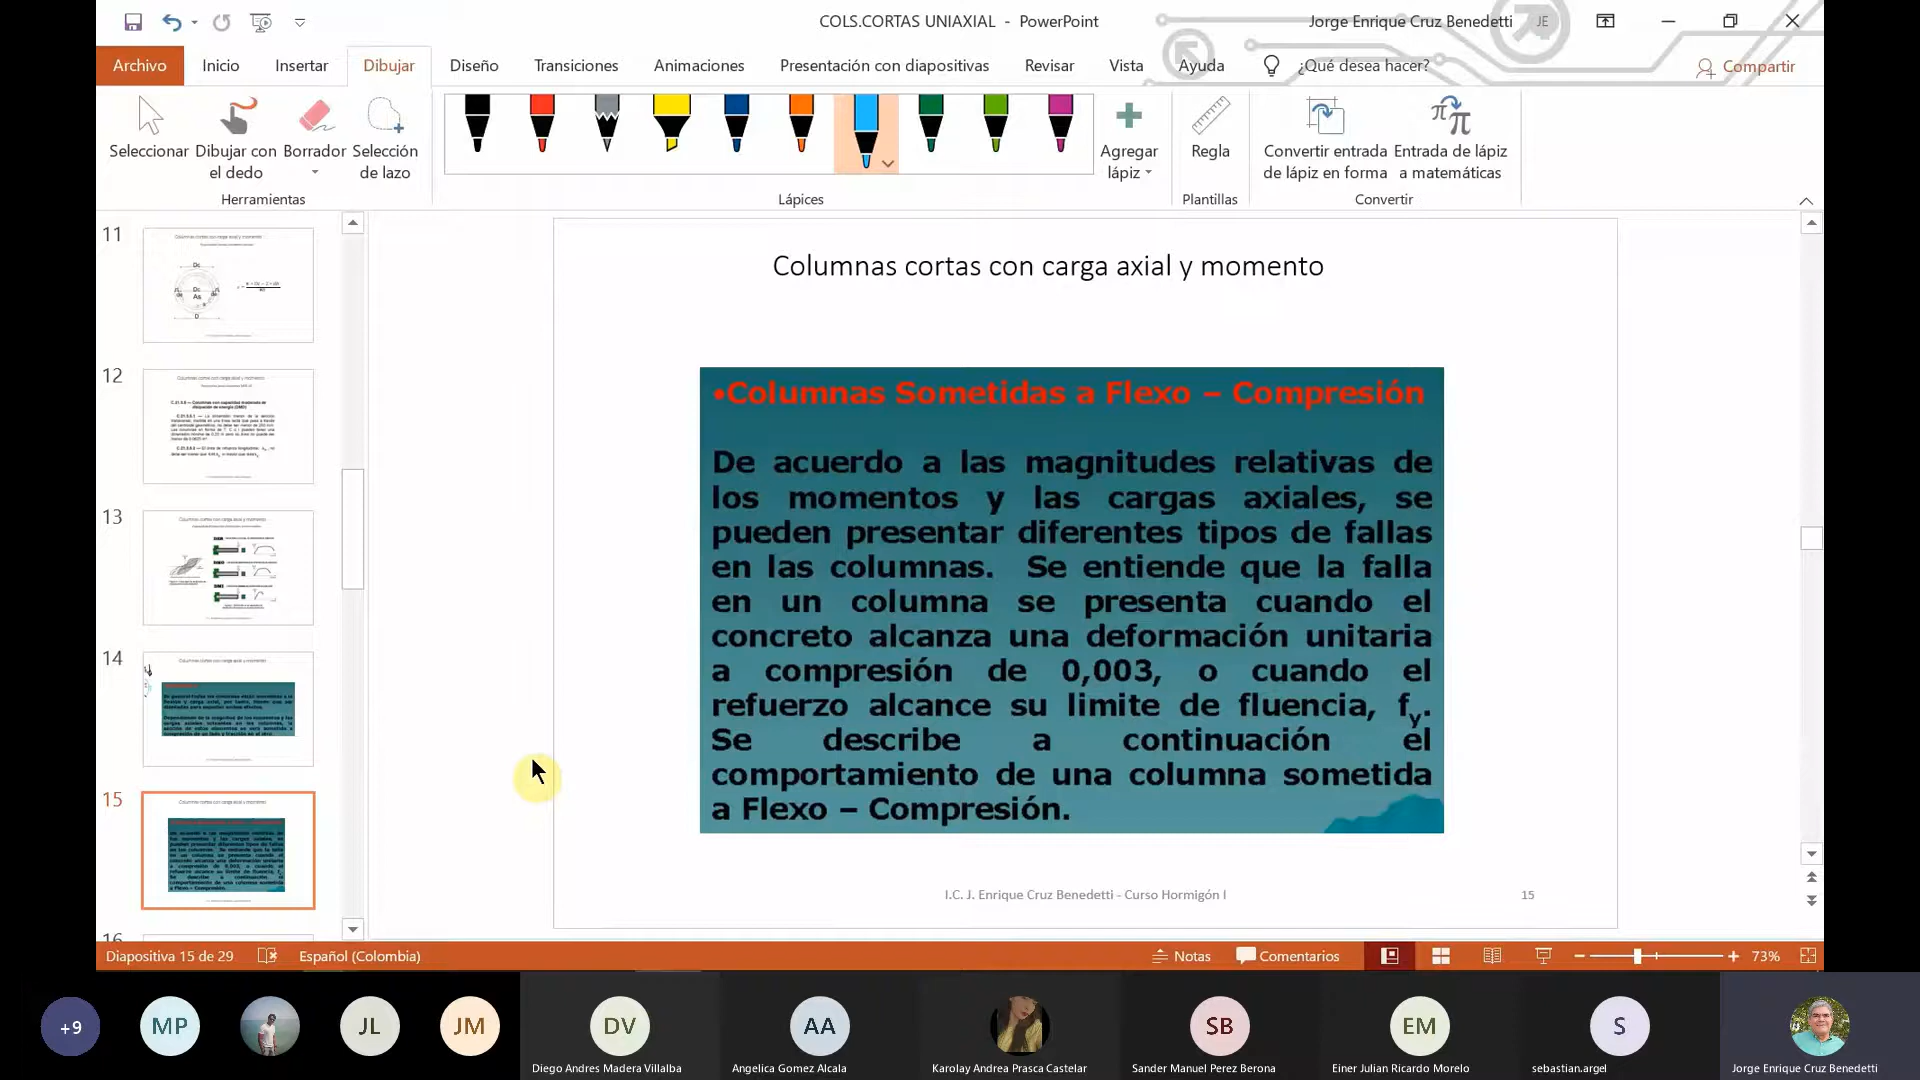 COLS.CORTAS UNIAXIAL - PowerPoint
Jorge Enrique Cruz Benedetti
JE
Archivo
Inicio
Insertar
Dibujar
Diseño
Transiciones
Animaciones
Presentación con diapositivas
Revisar
Vista
Ayuda
¿Qué desea hacer?
Compartir
Seleccionar
Dibujar con
el dedo
Borrador
Selección
de lazo
Agregar
lápiz
Regla
Convertir entrada
de lápiz en forma
Entrada de lápiz
a matemáticas
Herramientas
Lápices
Plantillas
Convertir
11
12
13
14
15
Columnas cortas con carga axial y momento
•Columnas Sometidas a Flexo – Compresión
De acuerdo a las magnitudes relativas de
los momentos y las cargas axiales, se
pueden presentar diferentes tipos de fallas
en las columnas. Se entiende que la falla
en un columna se presenta cuando el
concreto alcanza una deformación unitaria
a compresión de 0,003, o cuando el
refuerzo alcance su limite de fluencia, fy.
Se describe a continuación el
comportamiento de una columna sometida
a Flexo – Compresión.
I.C. J. Enrique Cruz Benedetti - Curso Hormigón I
15
Diapositiva 15 de 29
Español (Colombia)
Notas
Comentarios
73%
+9
MP
JL
JM
DV
AA
SB
EM
S
Diego Andres Madera Villalba
Angelica Gomez Alcala
Karolay Andrea Prasca Castelar
Sander Manuel Perez Berona
Einer Julian Ricardo Morelo
sebastian.argel
Jorge Enrique Cruz Benedetti